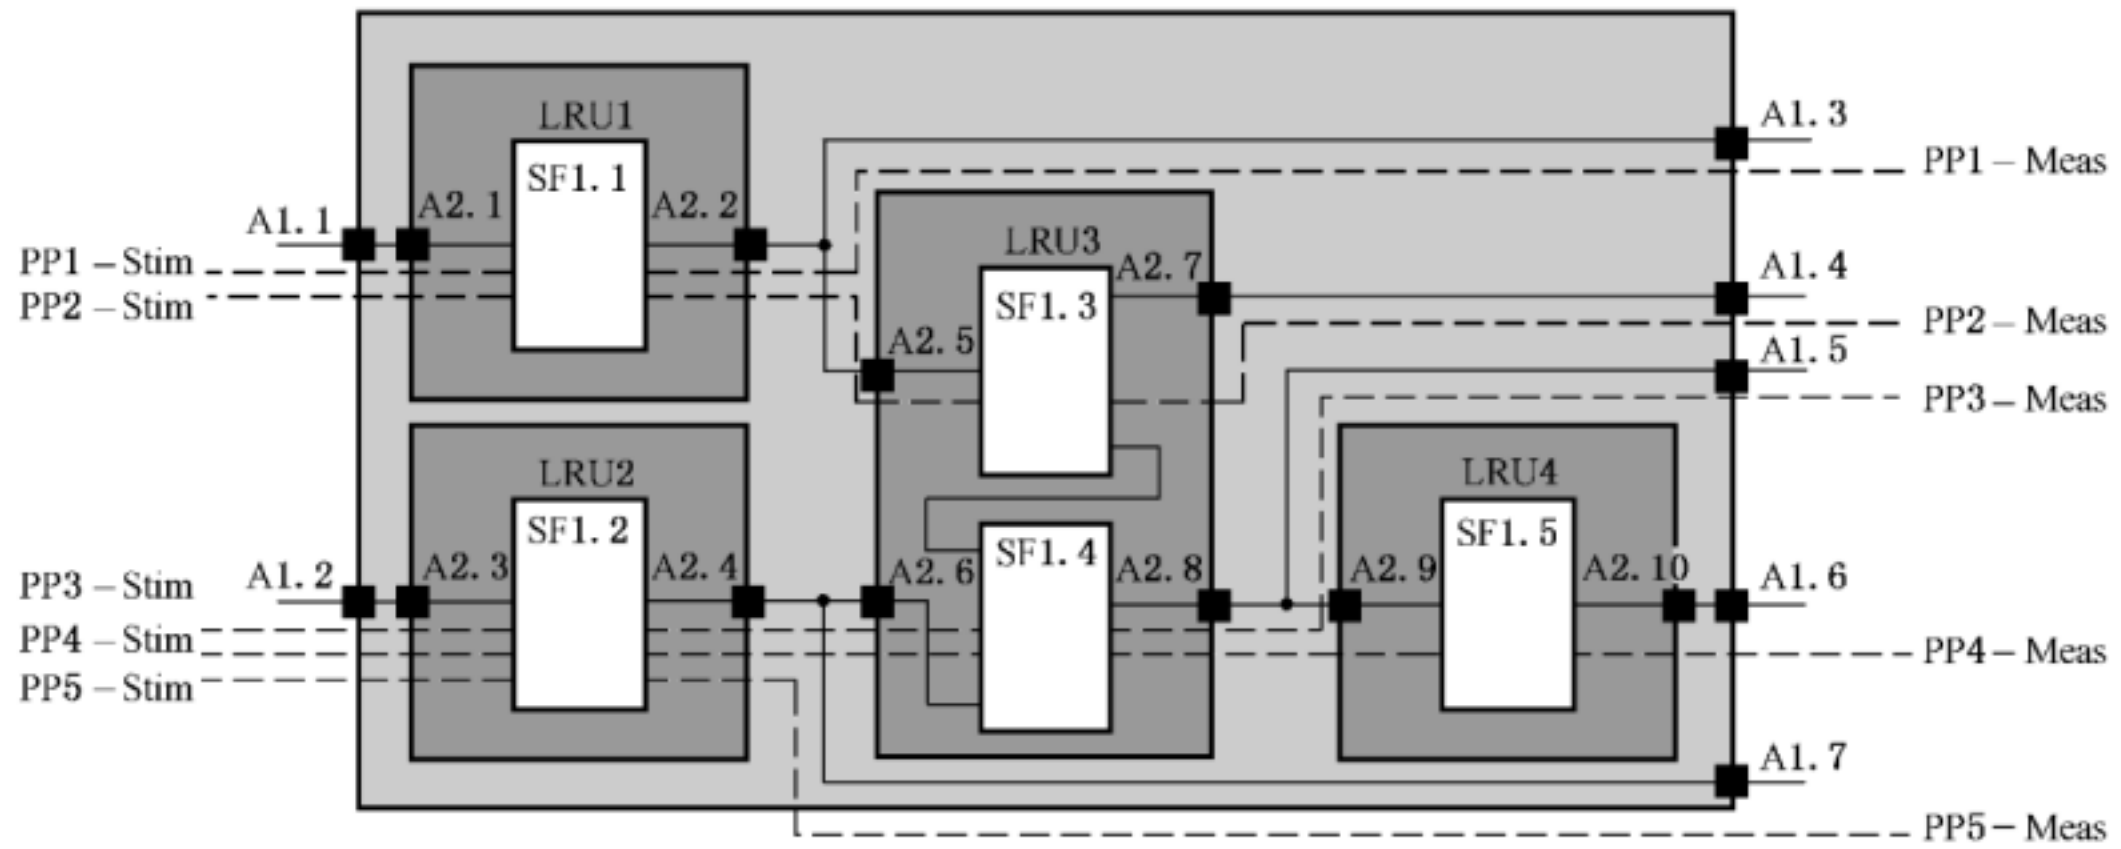 LRU1
SF1.1
A2.1
A2.2
A1.1
PP1-Stim
PP2-Stim
A1.3
PP1-Meas
LRU3
A2.7
SF1.3
A2.5
A1.4
PP2-Meas
A1.5
PP3-Meas
LRU2
SF1.2
A2.3
A2.4
PP3-Stim
A1.2
PP4-Stim
PP5-Stim
A2.6
SF1.4
A2.8
LRU4
SF1.5
A2.9
A2.10
A1.6
PP4-Meas
A1.7
PP5-Meas